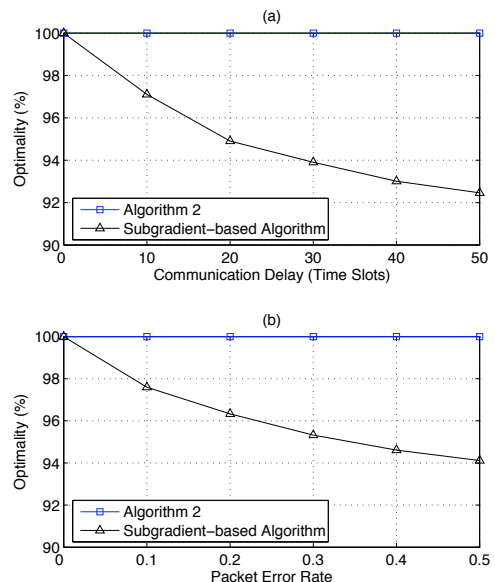 (a)
100
98
96
94
92
90
Optimality (%)
Algorithm 2
Subgradient−based Algorithm
0 10 20 30 40 50
Communication Delay (Time Slots)
(b)
100
98
96
94
92
90
Optimality (%)
Algorithm 2
Subgradient−based Algorithm
0 0.1 0.2 0.3 0.4 0.5
Packet Error Rate